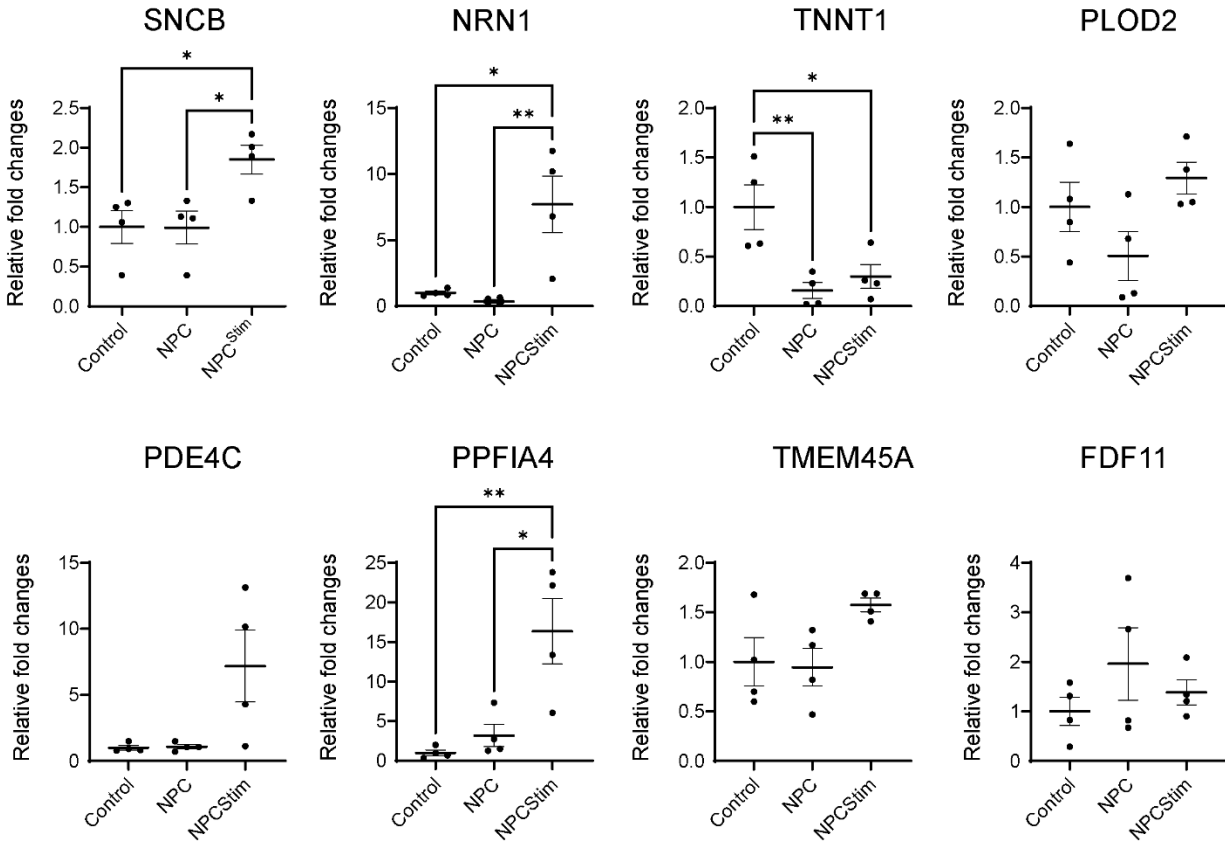 SNCB
NRN1
TNNT1
PLOD2
*
*
2.5
2.0
1.5
1.0
0.5
0.0
Relative fold changes
Control
NPC
NPCStim
*
**
15
10
5
0
Relative fold changes
Control
NPC
NPCStim
*
**
2.0
1.5
1.0
0.5
0.0
Relative fold changes
Control
NPC
NPCStim
2.0
1.5
1.0
0.5
0.0
Relative fold changes
Control
NPC
NPCStim
PDE4C
PPFIA4
TMEM45A
FDF11
15
10
5
0
Relative fold changes
Control
NPC
NPCStim
**
*
25
20
15
10
5
0
Relative fold changes
Control
NPC
NPCStim
2.0
1.5
1.0
0.5
0.0
Relative fold changes
Control
NPC
NPCStim
4
3
2
1
0
Relative fold changes
Control
NPC
NPCStim